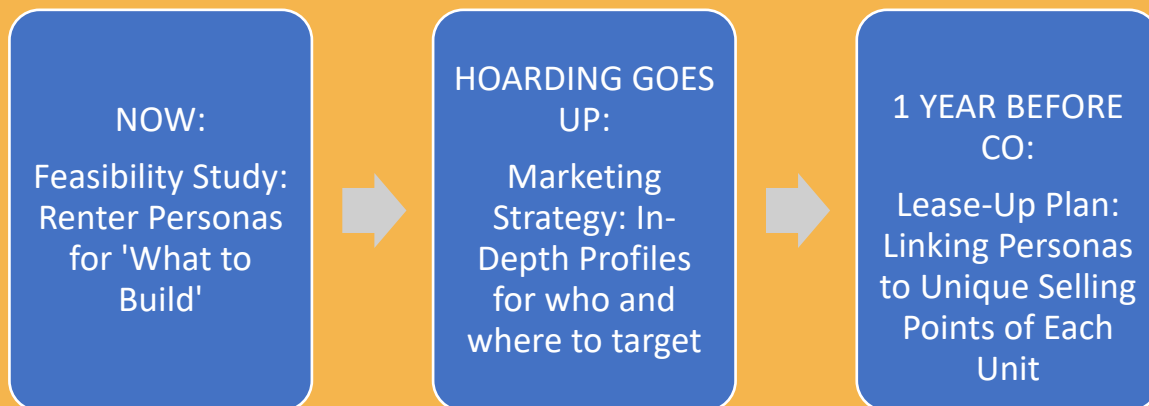 NOW:
Feasibility Study:
Renter Personas
for 'What to
Build'
HOARDING GOES
UP:
Marketing
Strategy: In-
Depth Profiles
for who and
where to target
1 YEAR BEFORE
CO:
Lease-Up Plan:
Linking Personas
to Unique Selling
Points of Each
Unit